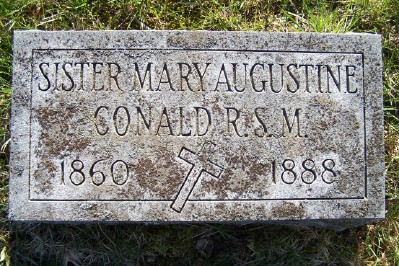 SISTER MARY AUGUSTINE
CONALD R.S.M.
1860 1888